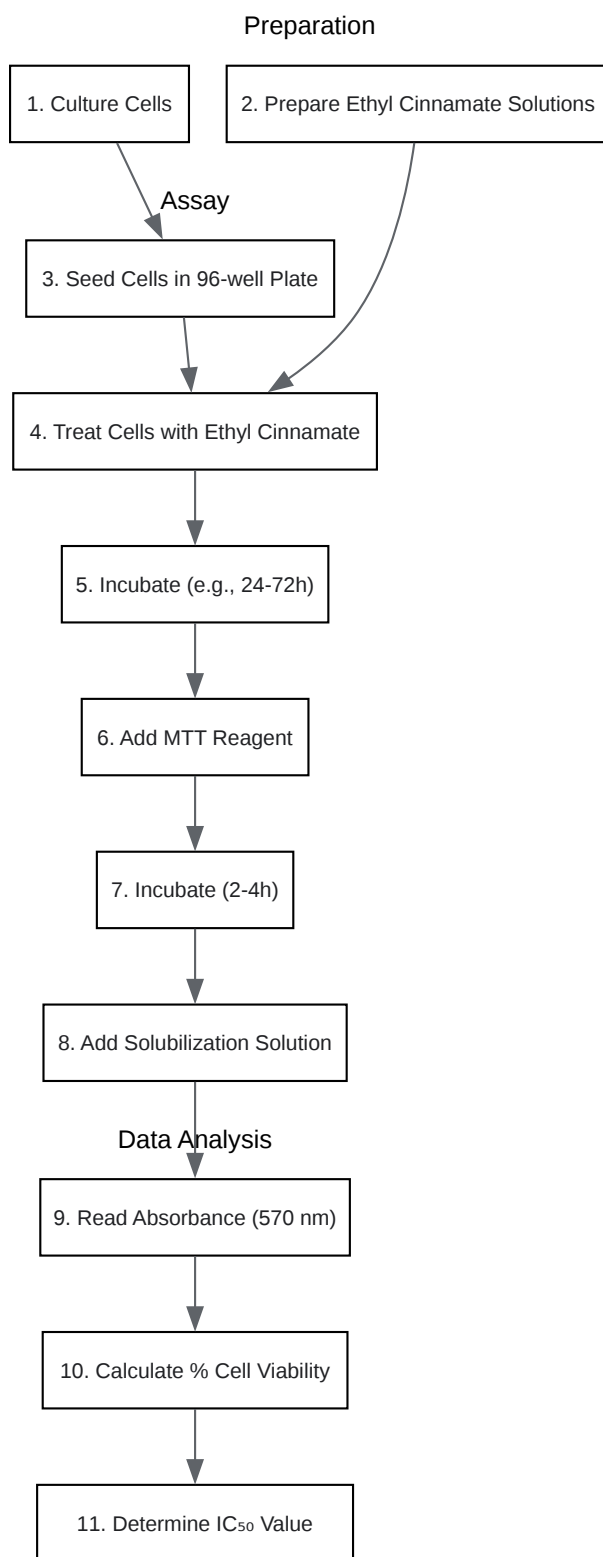 Preparation
1. Culture Cells
2. Prepare Ethyl Cinnamate Solutions
Assay
3. Seed Cells in 96-well Plate
4. Treat Cells with Ethyl Cinnamate
5. Incubate (e.g., 24-72h)
6. Add MTT Reagent
7. Incubate (2-4h)
8. Add Solubilization Solution
Data Analysis
9. Read Absorbance (570 nm)
10. Calculate % Cell Viability
11. Determine IC₅₀ Value